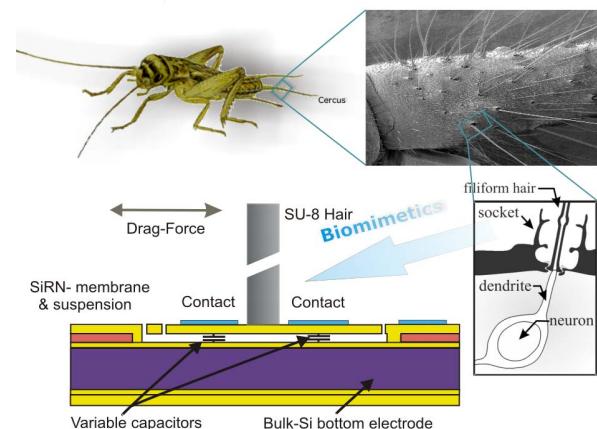 Cercus
filiform hair
socket
dendrite
neuron
SU-8 Hair
Drag-Force
Biomimetics
SiRN- membrane
& suspension
Contact
Contact
Variable capacitors
Bulk-Si bottom electrode